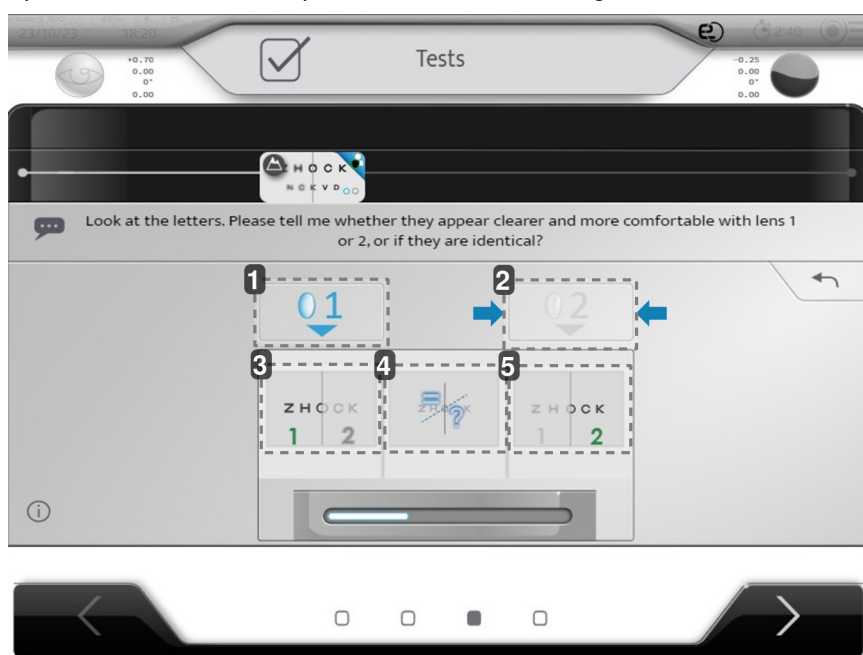 23/10/23 18:20
2'40
Tests
+0.70
0.00
0°
0.00
-0.25
0.00
0°
0.00
ZHOCK
NCKVD
Look at the letters. Please tell me whether they appear clearer and more comfortable with lens 1
or 2, or if they are identical?
1
2
01
02
3
4
5
ZHOCK
1 2
ZHOCK
= ?
ZHOCK
1 2